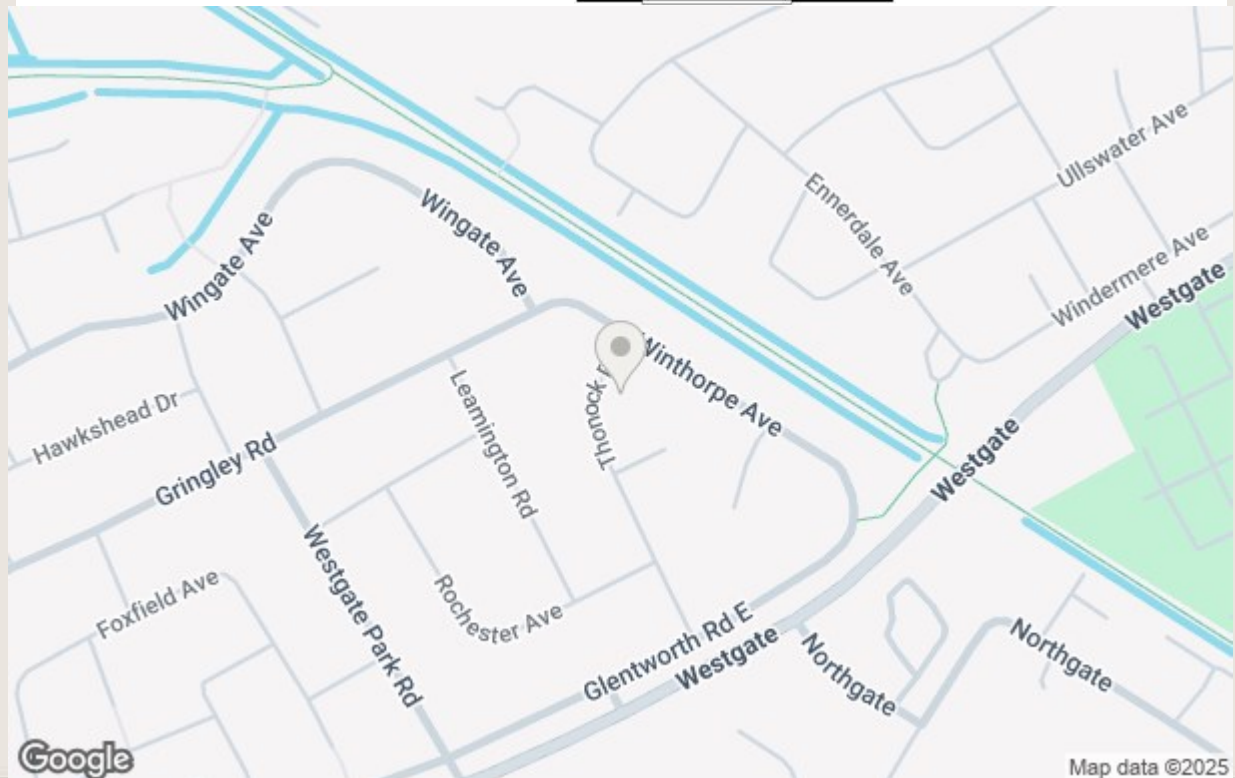 Ullswater Ave
Ennerdale Ave
Wingate Ave
Wingate Ave
Windermere Ave
Westgate
Winthorpe Ave
Thonock
Leamington Rd
Hawkshead Dr
Gringley Rd
Westgate
Westgate Park Rd
Foxfield Ave
Rochester Ave
Glentworth Rd E
Westgate
Northgate
Northgate
Google
Map data ©2025